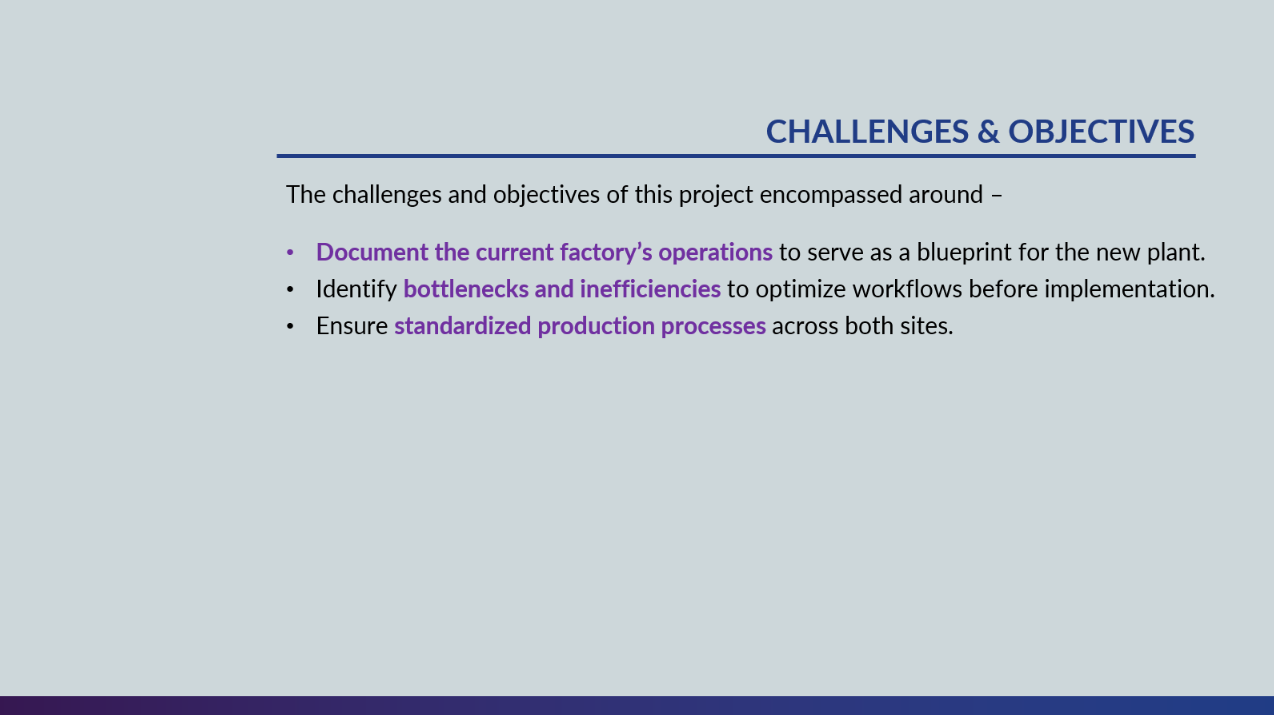 CHALLENGES & OBJECTIVES
The challenges and objectives of this project encompassed around –
• Document the current factory’s operations to serve as a blueprint for the new plant.
• Identify bottlenecks and inefficiencies to optimize workflows before implementation.
• Ensure standardized production processes across both sites.